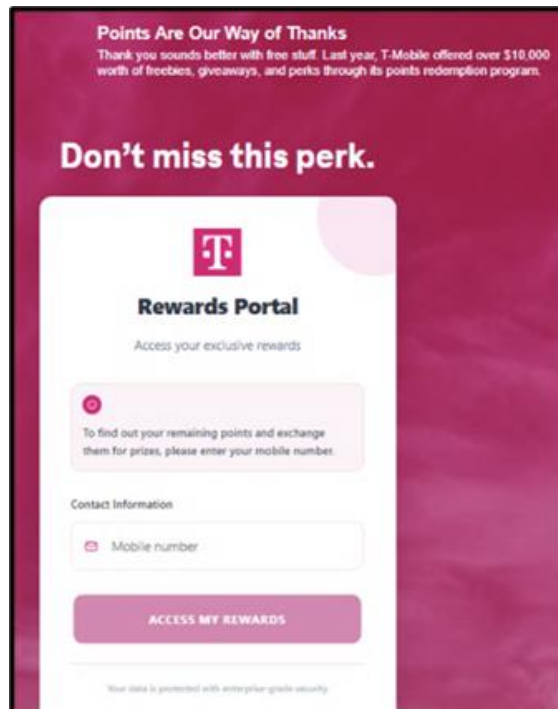 Points Are Our Way of Thanks
Thank you sounds better with free stuff. Last year, T-Mobile offered over $10,000
worth of freebies, giveaways, and perks through its points redemption program.
Don't miss this perk.
T
Rewards Portal
Access your exclusive rewards
To find out your remaining points and exchange
them for prizes, please enter your mobile number.
Contact Information
Mobile number
ACCESS MY REWARDS
Your data is protected with enterprise-grade security